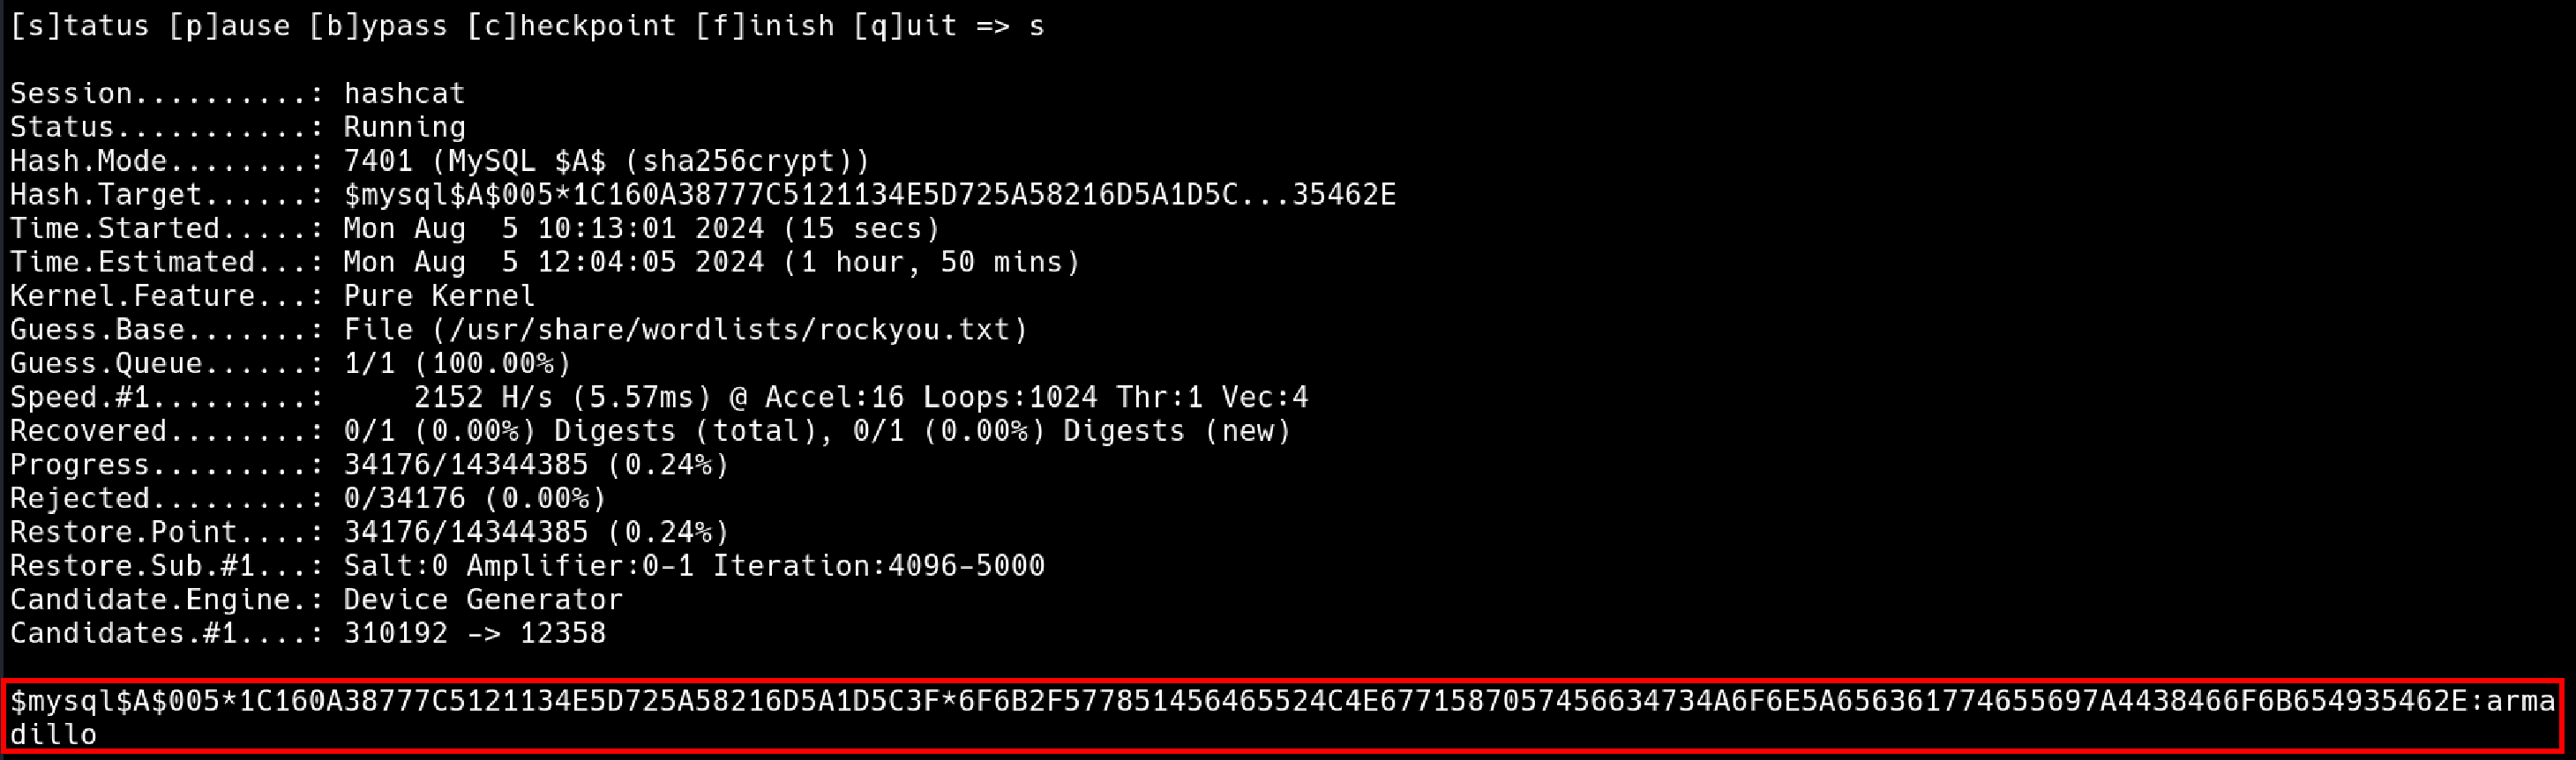 [s]tatus [p]ause [b]ypass [c]heckpoint [f]inish [q]uit => s
Session..........: hashcat
Status...........: Running
Hash.Mode........: 7401 (MySQL $A$ (sha256crypt))
Hash.Target......: $mysql$A$005*1C160A38777C5121134E5D725A58216D5A1D5C...35462E
Time.Started.....: Mon Aug  5 10:13:01 2024 (15 secs)
Time.Estimated...: Mon Aug  5 12:04:05 2024 (1 hour, 50 mins)
Kernel.Feature...: Pure Kernel
Guess.Base.......: File (/usr/share/wordlists/rockyou.txt)
Guess.Queue......: 1/1 (100.00%)
Speed.#1.........:     2152 H/s (5.57ms) @ Accel:16 Loops:1024 Thr:1 Vec:4
Recovered........: 0/1 (0.00%) Digests (total), 0/1 (0.00%) Digests (new)
Progress.........: 34176/14344385 (0.24%)
Rejected.........: 0/34176 (0.00%)
Restore.Point....: 34176/14344385 (0.24%)
Restore.Sub.#1...: Salt:0 Amplifier:0-1 Iteration:4096-5000
Candidate.Engine.: Device Generator
Candidates.#1....: 310192 -> 12358
$mysql$A$005*1C160A38777C5121134E5D725A58216D5A1D5C3F*6F6B2F577851456465524C4E6771587057456634734A6F6E5A656361774655697A4438466F6B654935462E:arma
dillo